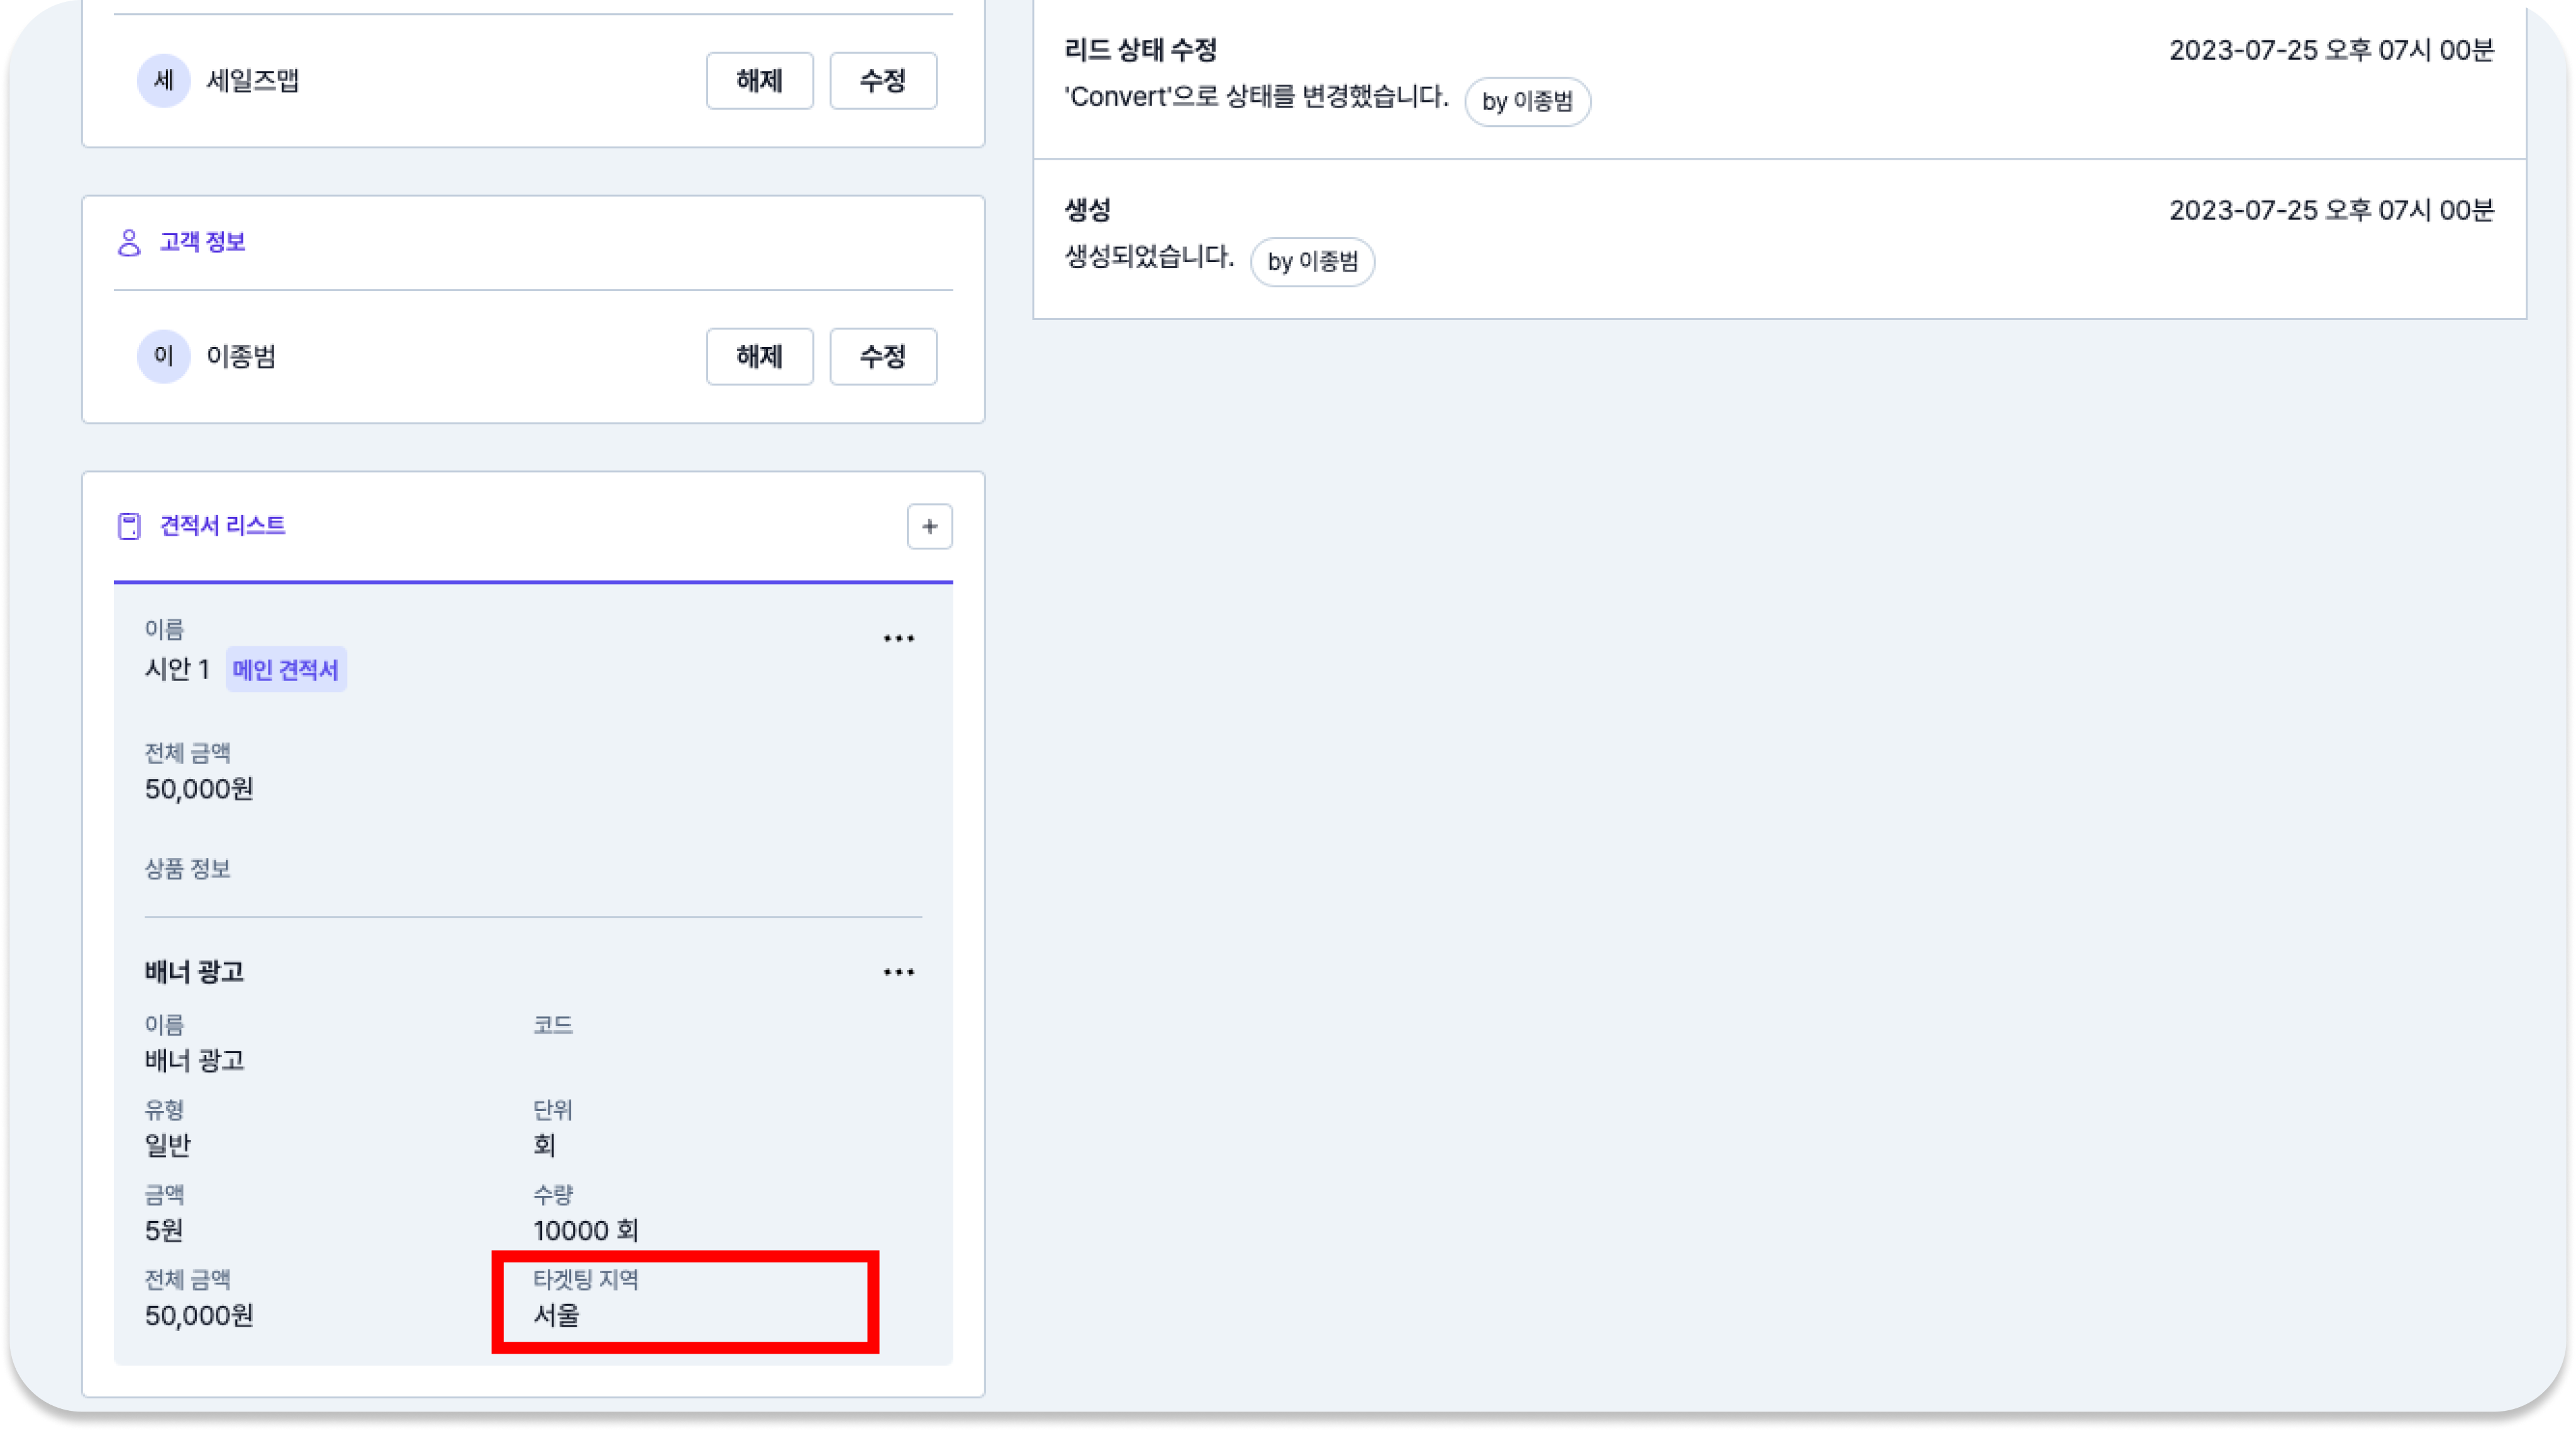 세 세일즈맵 해제 수정
고객 정보
이 이종범 해제 수정
견적서 리스트 +
이름
시안 1 메인 견적서
전체 금액
50,000원
상품 정보
배너 광고
이름 코드
배너 광고
유형 단위
일반 회
금액 수량
5원 10000 회
전체 금액 타겟팅 지역
50,000원 서울
리드 상태 수정 2023-07-25 오후 07시 00분
'Convert'으로 상태를 변경했습니다. by 이종범
생성 2023-07-25 오후 07시 00분
생성되었습니다. by 이종범